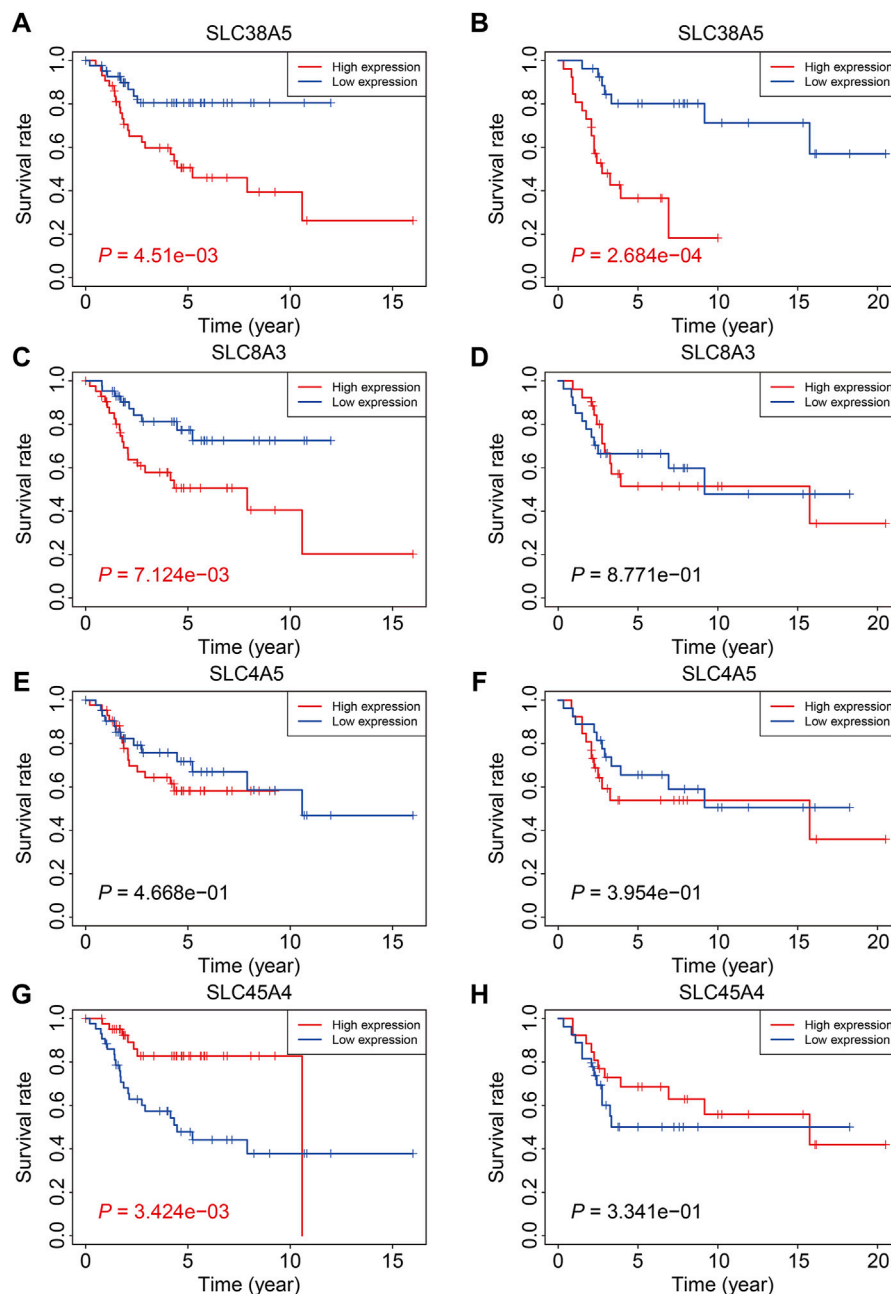 A
SLC38A5
High expression
Low expression
Survival rate
0.0 0.2 0.4 0.6 0.8 1.0
P = 4.51e−03
0 5 10 15
Time (year)
B
SLC38A5
High expression
Low expression
Survival rate
0.0 0.2 0.4 0.6 0.8 1.0
P = 2.684e−04
0 5 10 15 20
Time (year)
C
SLC8A3
High expression
Low expression
Survival rate
0.0 0.2 0.4 0.6 0.8 1.0
P = 7.124e−03
0 5 10 15
Time (year)
D
SLC8A3
High expression
Low expression
Survival rate
0.0 0.2 0.4 0.6 0.8 1.0
P = 8.771e−01
0 5 10 15 20
Time (year)
E
SLC4A5
High expression
Low expression
Survival rate
0.0 0.2 0.4 0.6 0.8 1.0
P = 4.668e−01
0 5 10 15
Time (year)
F
SLC4A5
High expression
Low expression
Survival rate
0.0 0.2 0.4 0.6 0.8 1.0
P = 3.954e−01
0 5 10 15 20
Time (year)
G
SLC45A4
High expression
Low expression
Survival rate
0.0 0.2 0.4 0.6 0.8 1.0
P = 3.424e−03
0 5 10 15
Time (year)
H
SLC45A4
High expression
Low expression
Survival rate
0.0 0.2 0.4 0.6 0.8 1.0
P = 3.341e−01
0 5 10 15 20
Time (year)